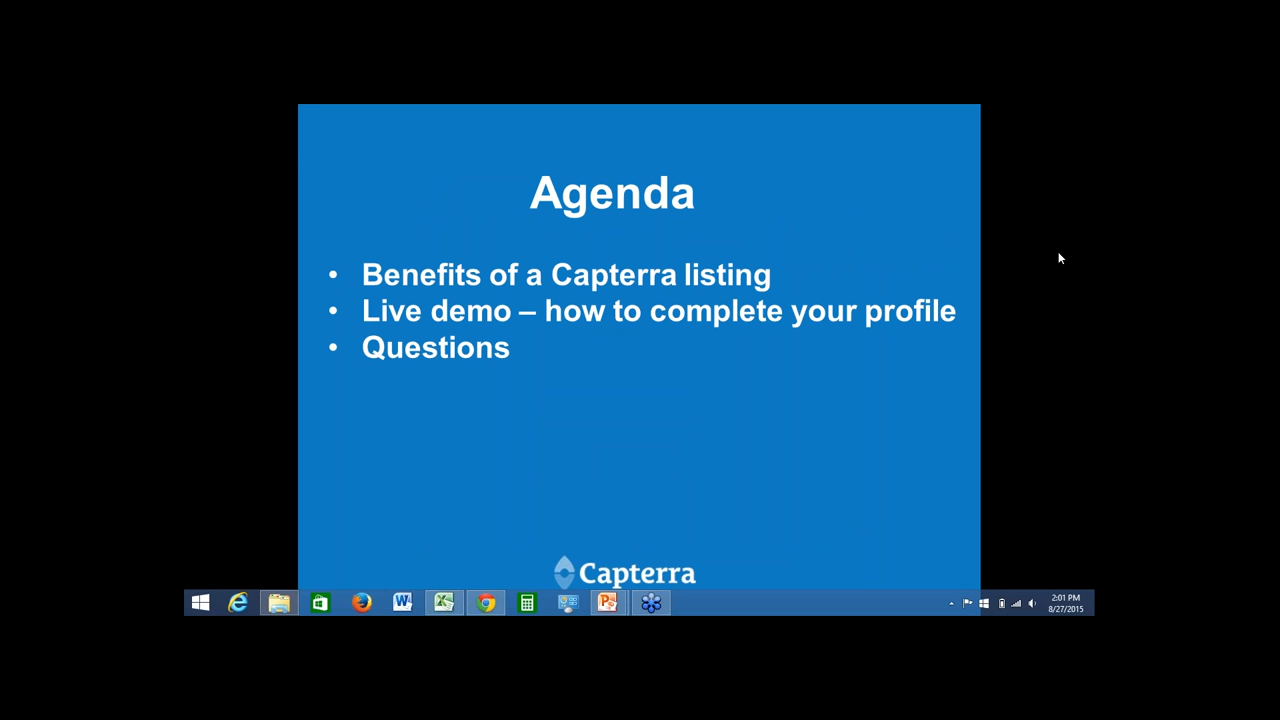 Agenda
• Benefits of a Capterra listing
• Live demo – how to complete your profile
• Questions
Capterra
2:01 PM
8/27/2015